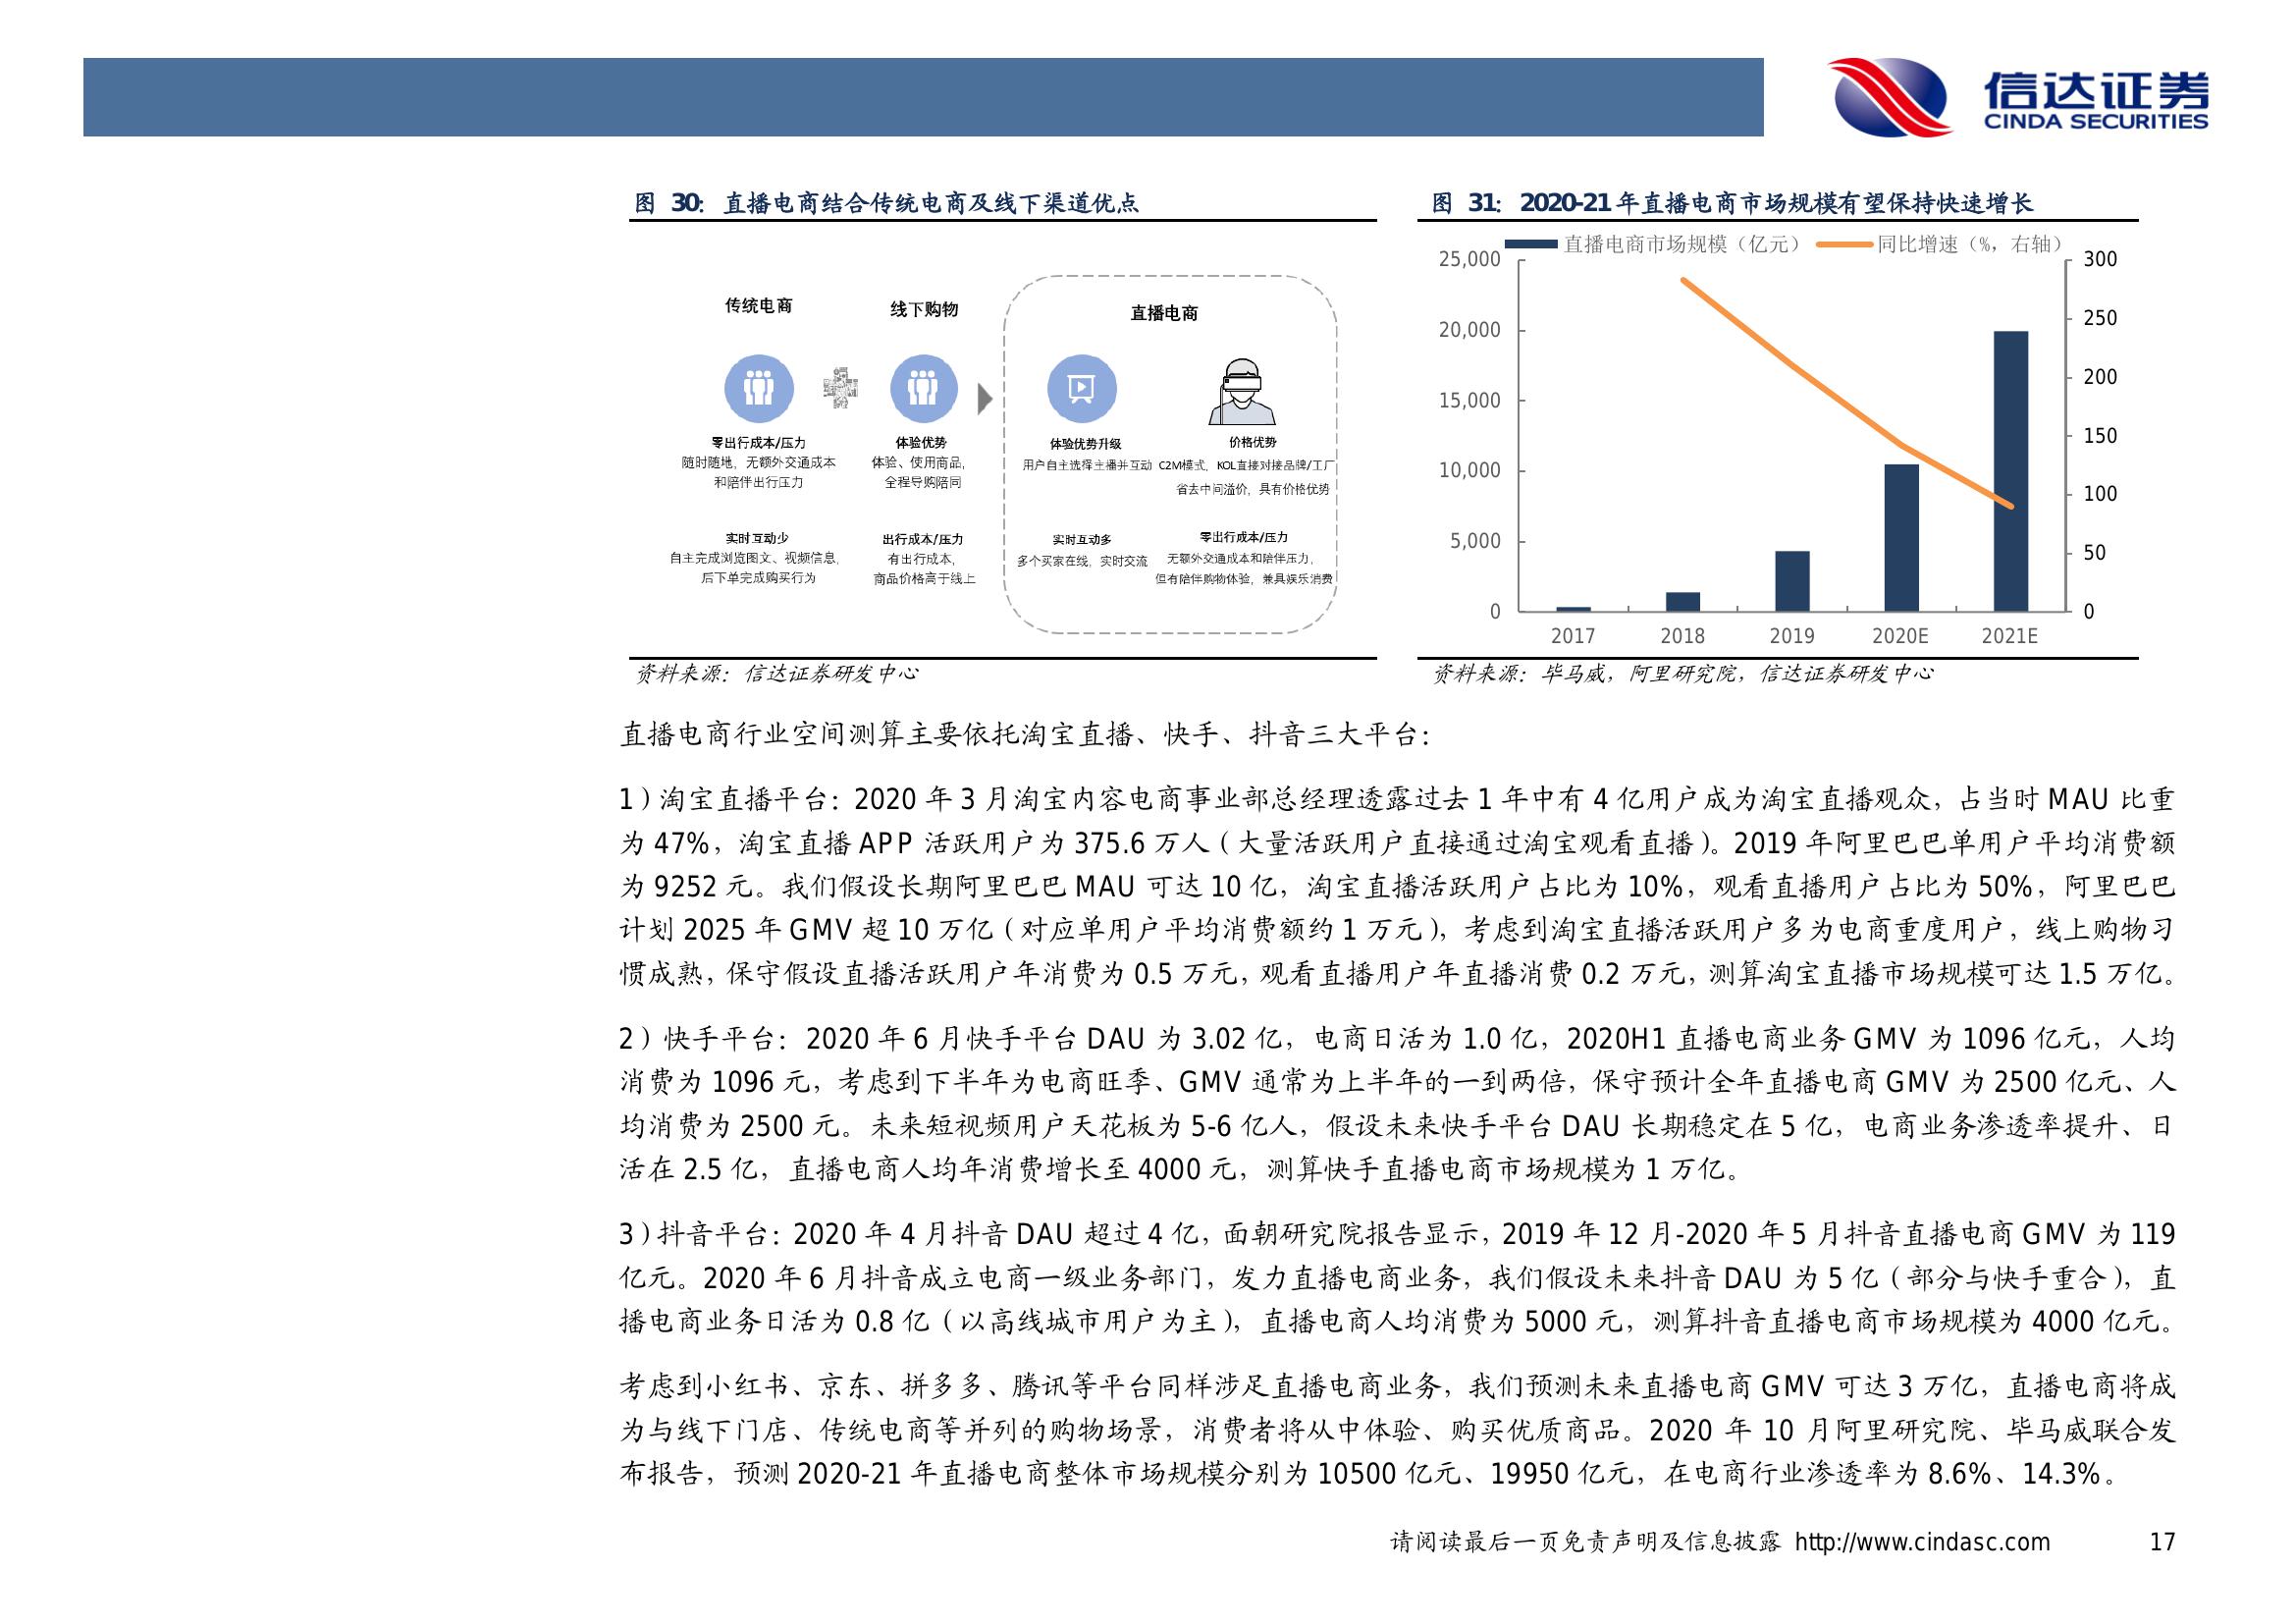 信达证券
CINDA SECURITIES
图 30：直播电商结合传统电商及线下渠道优点
传统电商
线下购物
直播电商
零出行成本/压力
随时随地，无额外交通成本
和陪伴出行压力
体验优势
体验、使用商品，
全程导购陪同
体验优势升级
用户自主选择主播并互动
价格优势
C2M模式，KOL直接对接品牌/工厂
省去中间溢价，具有价格优势
实时互动少
自主完成浏览图文、视频信息，
后下单完成购买行为
出行成本/压力
有出行成本，
商品价格高于线上
实时互动多
多个买家在线，实时交流
零出行成本/压力
无额外交通成本和陪伴压力，
但有陪伴购物体验，兼具娱乐消费
资料来源：信达证券研发中心
图 31：2020-21 年直播电商市场规模有望保持快速增长
直播电商市场规模（亿元） 同比增速（%，右轴）
25,000
20,000
15,000
10,000
5,000
0
300
250
200
150
100
50
0
2017 2018 2019 2020E 2021E
资料来源：毕马威，阿里研究院，信达证券研发中心
直播电商行业空间测算主要依托淘宝直播、快手、抖音三大平台：
1）淘宝直播平台：2020 年 3 月淘宝内容电商事业部总经理透露过去 1 年中有 4 亿用户成为淘宝直播观众，占当时 MAU 比重
为 47%，淘宝直播 APP 活跃用户为 375.6 万人（大量活跃用户直接通过淘宝观看直播）。2019 年阿里巴巴单用户平均消费额
为 9252 元。我们假设长期阿里巴巴 MAU 可达 10 亿，淘宝直播活跃用户占比为 10%，观看直播用户占比为 50%，阿里巴巴
计划 2025 年 GMV 超 10 万亿（对应单用户平均消费额约 1 万元），考虑到淘宝直播活跃用户多为电商重度用户，线上购物习
惯成熟，保守假设直播活跃用户年消费为 0.5 万元，观看直播用户年直播消费 0.2 万元，测算淘宝直播市场规模可达 1.5 万亿。
2）快手平台：2020 年 6 月快手平台 DAU 为 3.02 亿，电商日活为 1.0 亿，2020H1 直播电商业务 GMV 为 1096 亿元，人均
消费为 1096 元，考虑到下半年为电商旺季、GMV 通常为上半年的一到两倍，保守预计全年直播电商 GMV 为 2500 亿元、人
均消费为 2500 元。未来短视频用户天花板为 5-6 亿人，假设未来快手平台 DAU 长期稳定在 5 亿，电商业务渗透率提升、日
活在 2.5 亿，直播电商人均年消费增长至 4000 元，测算快手直播电商市场规模为 1 万亿。
3）抖音平台：2020 年 4 月抖音 DAU 超过 4 亿，面朝研究院报告显示，2019 年 12 月-2020 年 5 月抖音直播电商 GMV 为 119
亿元。2020 年 6 月抖音成立电商一级业务部门，发力直播电商业务，我们假设未来抖音 DAU 为 5 亿（部分与快手重合），直
播电商业务日活为 0.8 亿（以高线城市用户为主），直播电商人均消费为 5000 元，测算抖音直播电商市场规模为 4000 亿元。
考虑到小红书、京东、拼多多、腾讯等平台同样涉足直播电商业务，我们预测未来直播电商 GMV 可达 3 万亿，直播电商将成
为与线下门店、传统电商等并列的购物场景，消费者将从中体验、购买优质商品。2020 年 10 月阿里研究院、毕马威联合发
布报告，预测 2020-21 年直播电商整体市场规模分别为 10500 亿元、19950 亿元，在电商行业渗透率为 8.6%、14.3%。
请阅读最后一页免责声明及信息披露 http://www.cindasc.com 17